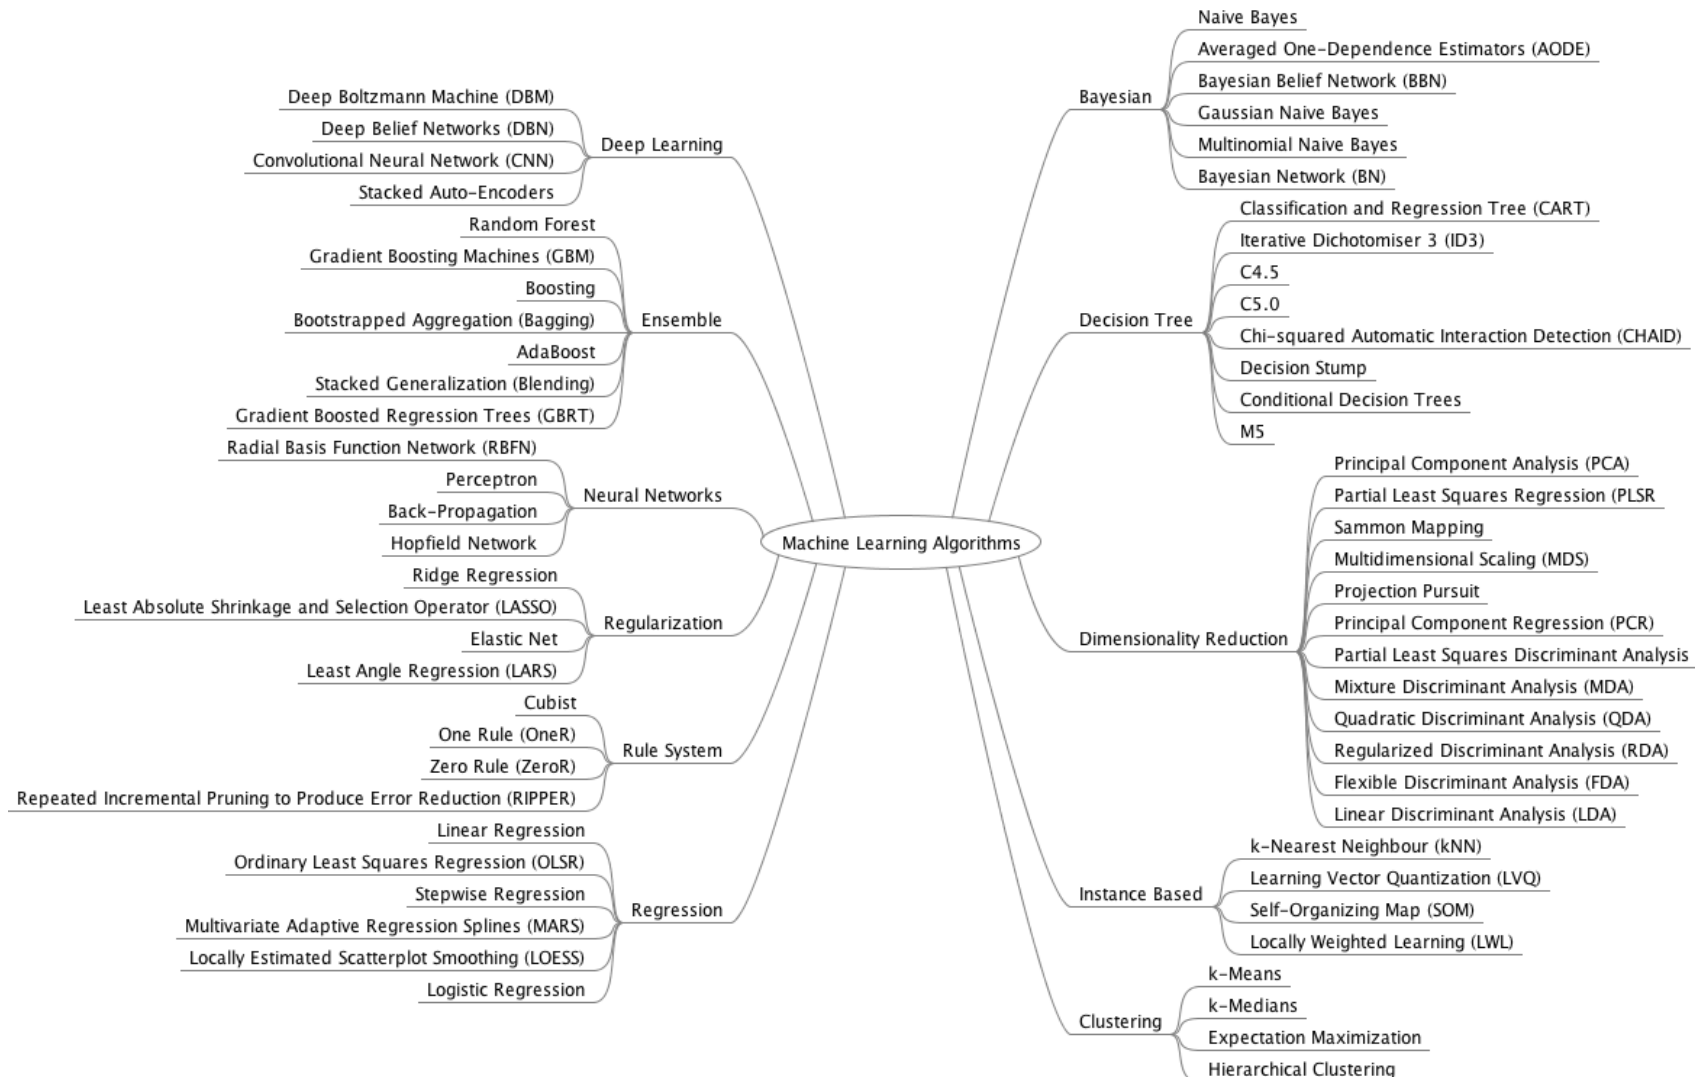 Machine Learning Algorithms
Deep Learning
Deep Boltzmann Machine (DBM)
Deep Belief Networks (DBN)
Convolutional Neural Network (CNN)
Stacked Auto-Encoders
Ensemble
Random Forest
Gradient Boosting Machines (GBM)
Boosting
Bootstrapped Aggregation (Bagging)
AdaBoost
Stacked Generalization (Blending)
Gradient Boosted Regression Trees (GBRT)
Neural Networks
Radial Basis Function Network (RBFN)
Perceptron
Back-Propagation
Hopfield Network
Regularization
Ridge Regression
Least Absolute Shrinkage and Selection Operator (LASSO)
Elastic Net
Least Angle Regression (LARS)
Rule System
Cubist
One Rule (OneR)
Zero Rule (ZeroR)
Repeated Incremental Pruning to Produce Error Reduction (RIPPER)
Regression
Linear Regression
Ordinary Least Squares Regression (OLSR)
Stepwise Regression
Multivariate Adaptive Regression Splines (MARS)
Locally Estimated Scatterplot Smoothing (LOESS)
Logistic Regression
Bayesian
Naive Bayes
Averaged One-Dependence Estimators (AODE)
Bayesian Belief Network (BBN)
Gaussian Naive Bayes
Multinomial Naive Bayes
Bayesian Network (BN)
Decision Tree
Classification and Regression Tree (CART)
Iterative Dichotomiser 3 (ID3)
C4.5
C5.0
Chi-squared Automatic Interaction Detection (CHAID)
Decision Stump
Conditional Decision Trees
M5
Dimensionality Reduction
Principal Component Analysis (PCA)
Partial Least Squares Regression (PLSR
Sammon Mapping
Multidimensional Scaling (MDS)
Projection Pursuit
Principal Component Regression (PCR)
Partial Least Squares Discriminant Analysis
Mixture Discriminant Analysis (MDA)
Quadratic Discriminant Analysis (QDA)
Regularized Discriminant Analysis (RDA)
Flexible Discriminant Analysis (FDA)
Linear Discriminant Analysis (LDA)
Instance Based
k-Nearest Neighbour (kNN)
Learning Vector Quantization (LVQ)
Self-Organizing Map (SOM)
Locally Weighted Learning (LWL)
Clustering
k-Means
k-Medians
Expectation Maximization
Hierarchical Clustering